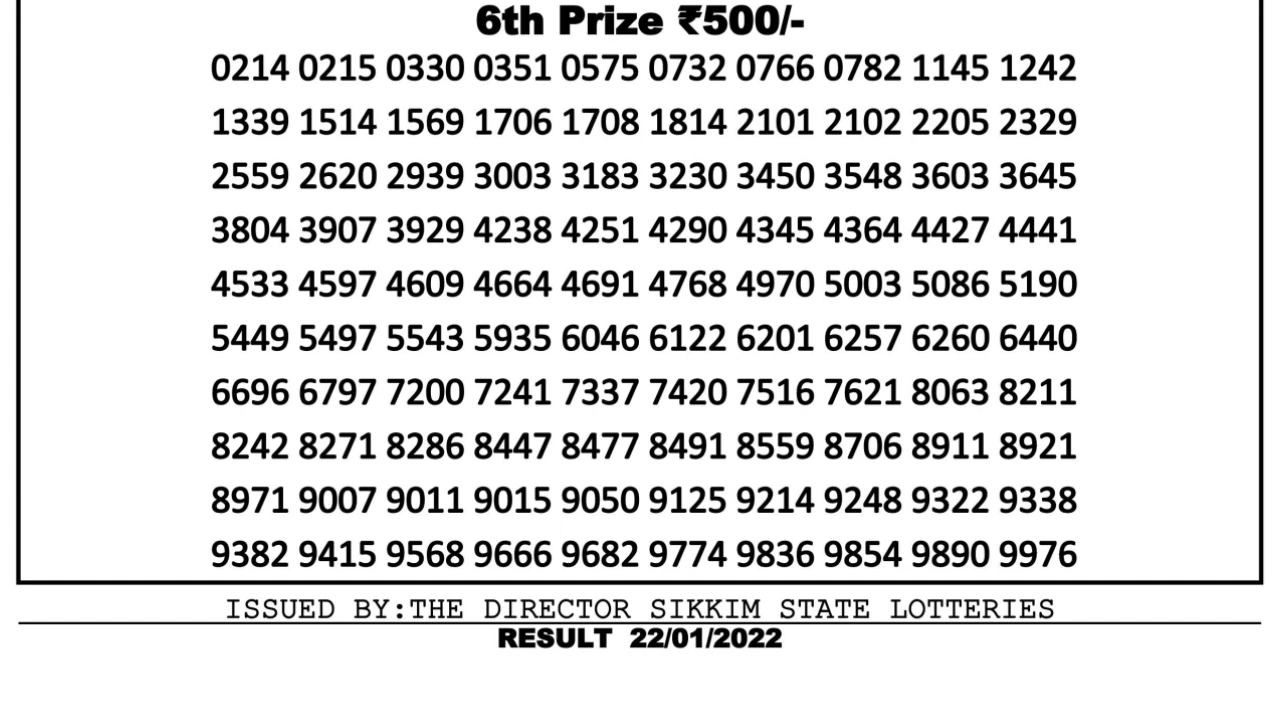 6th Prize ₹500/-
0214 0215 0330 0351 0575 0732 0766 0782 1145 1242
1339 1514 1569 1706 1708 1814 2101 2102 2205 2329
2559 2620 2939 3003 3183 3230 3450 3548 3603 3645
3804 3907 3929 4238 4251 4290 4345 4364 4427 4441
4533 4597 4609 4664 4691 4768 4970 5003 5086 5190
5449 5497 5543 5935 6046 6122 6201 6257 6260 6440
6696 6797 7200 7241 7337 7420 7516 7621 8063 8211
8242 8271 8286 8447 8477 8491 8559 8706 8911 8921
8971 9007 9011 9015 9050 9125 9214 9248 9322 9338
9382 9415 9568 9666 9682 9774 9836 9854 9890 9976
ISSUED BY:THE DIRECTOR SIKKIM STATE LOTTERIES
RESULT 22/01/2022